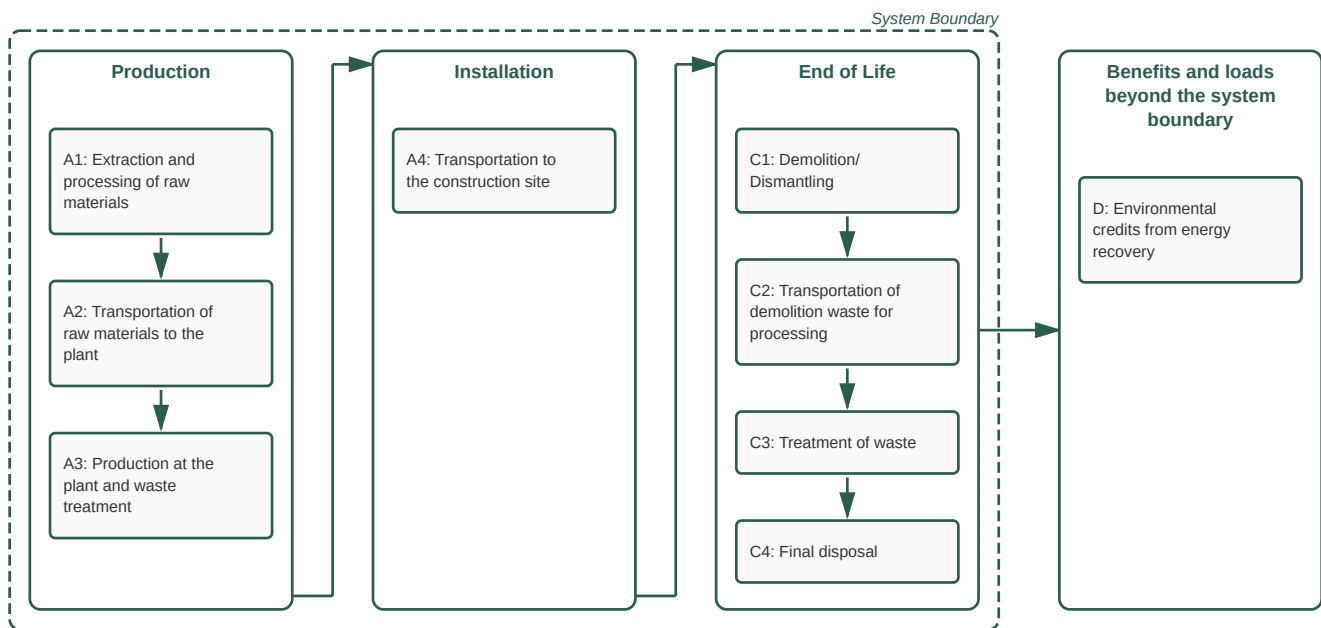 System Boundary
Production
A1: Extraction and
processing of raw
materials
A2: Transportation of
raw materials to the
plant
A3: Production at the
plant and waste
treatment
Installation
A4: Transportation to
the construction site
End of Life
C1: Demolition/
Dismantling
C2: Transportation of
demolition waste for
processing
C3: Treatment of waste
C4: Final disposal
Benefits and loads
beyond the system
boundary
D: Environmental
credits from energy
recovery